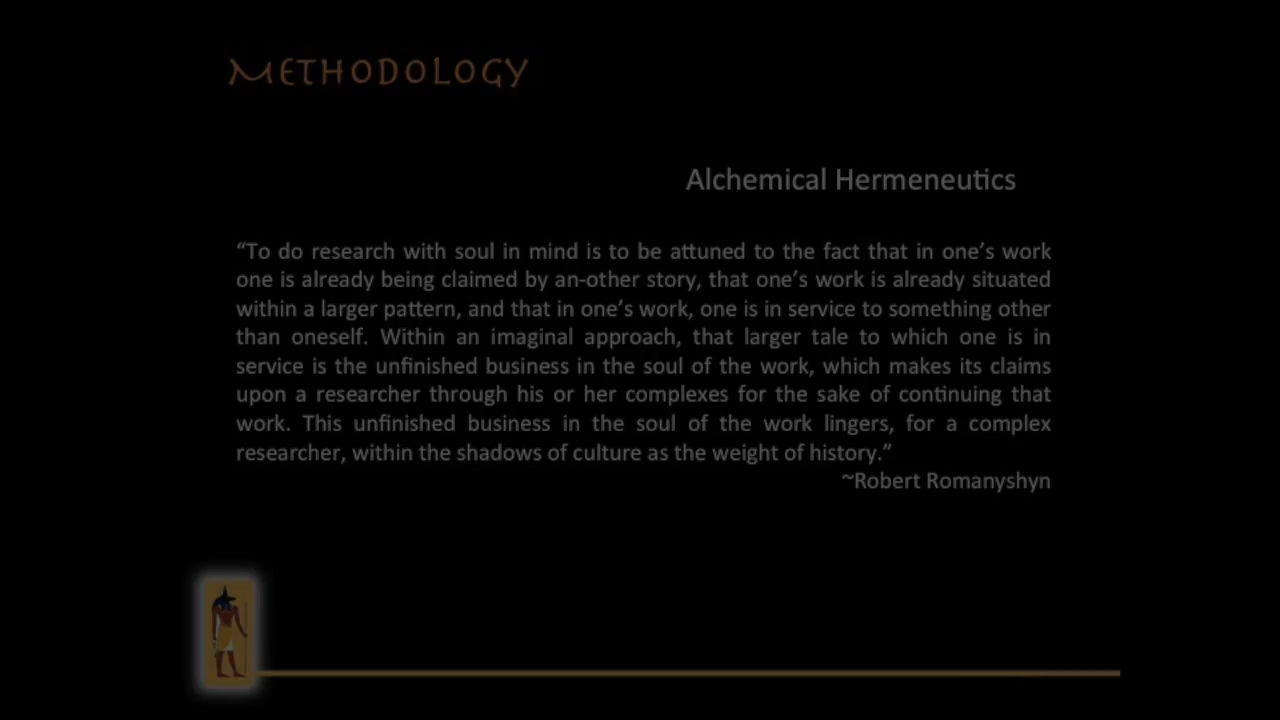 METHODOLOGY
Alchemical Hermeneutics
“To do research with soul in mind is to be attuned to the fact that in one’s work
one is already being claimed by an-other story, that one’s work is already situated
within a larger pattern, and that in one’s work, one is in service to something other
than oneself. Within an imaginal approach, that larger tale to which one is in
service is the unfinished business in the soul of the work, which makes its claims
upon a researcher through his or her complexes for the sake of continuing that
work. This unfinished business in the soul of the work lingers, for a complex
researcher, within the shadows of culture as the weight of history.”
~Robert Romanyshyn